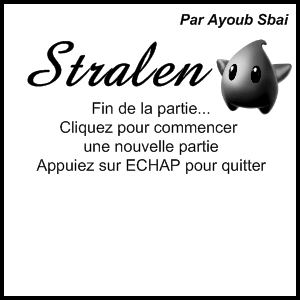 Par Ayoub Sbai
Stralen
Fin de la partie...
Cliquez pour commencer
une nouvelle partie
Appuiez sur ECHAP pour quitter